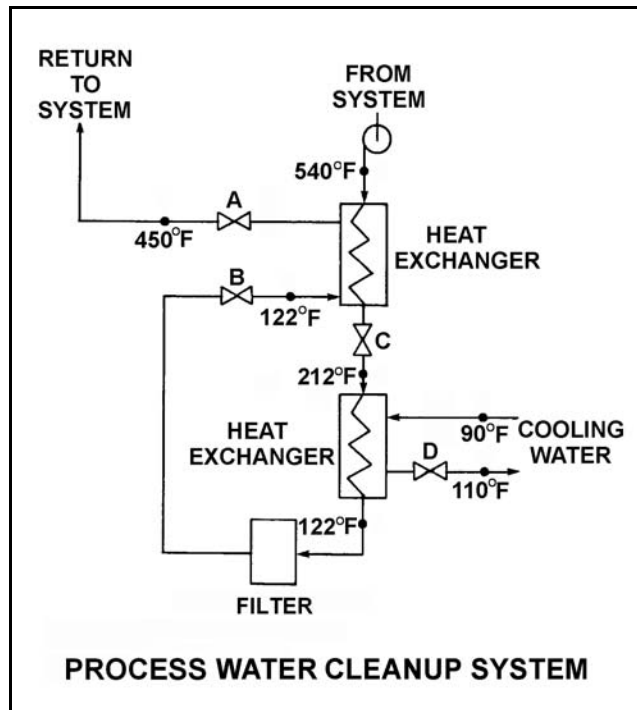 RETURN
TO
SYSTEM
FROM
SYSTEM
540°F
A
450°F
HEAT
EXCHANGER
B
122°F
C
212°F
HEAT
EXCHANGER
90°F
COOLING
WATER
D
110°F
122°F
FILTER
PROCESS WATER CLEANUP SYSTEM